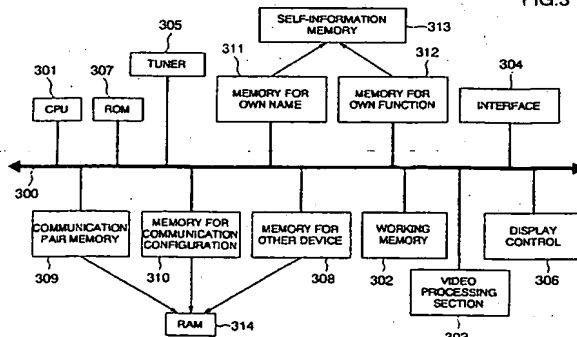 FIG.3
SELF-INFORMATION
MEMORY
313
305
TUNER
311
312
301
307
304
CPU
ROM
MEMORY FOR
OWN NAME
MEMORY FOR
OWN FUNCTION
INTERFACE
300
COMMUNICATION
PAIR MEMORY
MEMORY FOR
COMMUNICATION
CONFIGURATION
MEMORY FOR
OTHER DEVICE
WORKING
MEMORY
DISPLAY
CONTROL
309
310
308
302
VIDEO
PROCESSING
SECTION
306
RAM
314